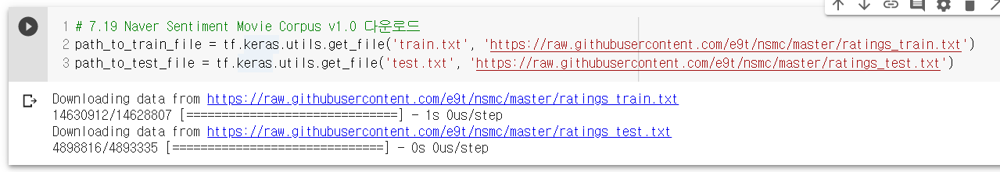 1 # 7.19 Naver Sentiment Movie Corpus v1.0 다운로드
2 path_to_train_file = tf.keras.utils.get_file('train.txt', 'https://raw.githubusercontent.com/e9t/nsmc/master/ratings_train.txt')
3 path_to_test_file = tf.keras.utils.get_file('test.txt', 'https://raw.githubusercontent.com/e9t/nsmc/master/ratings_test.txt')
Downloading data from https://raw.githubusercontent.com/e9t/nsmc/master/ratings_train.txt
14630912/14628807 [==============================] - 1s 0us/step
Downloading data from https://raw.githubusercontent.com/e9t/nsmc/master/ratings_test.txt
4898816/4893335 [==============================] - 0s 0us/step